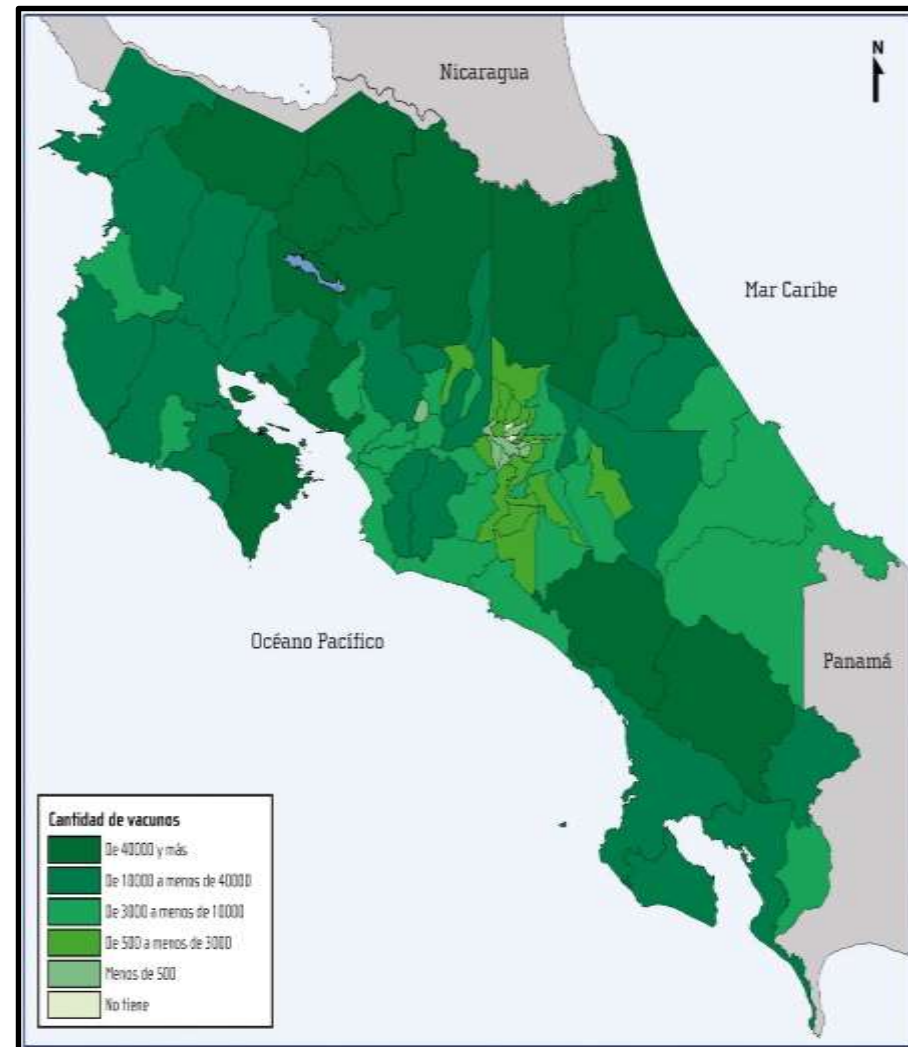 N
Nicaragua
Mar Caribe
Océano Pacífico
Panamá
Cantidad de vacunos
De 40000 y más
De 10000 a menos de 40000
De 3000 a menos de 10000
De 500 a menos de 3000
Menos de 500
No tiene